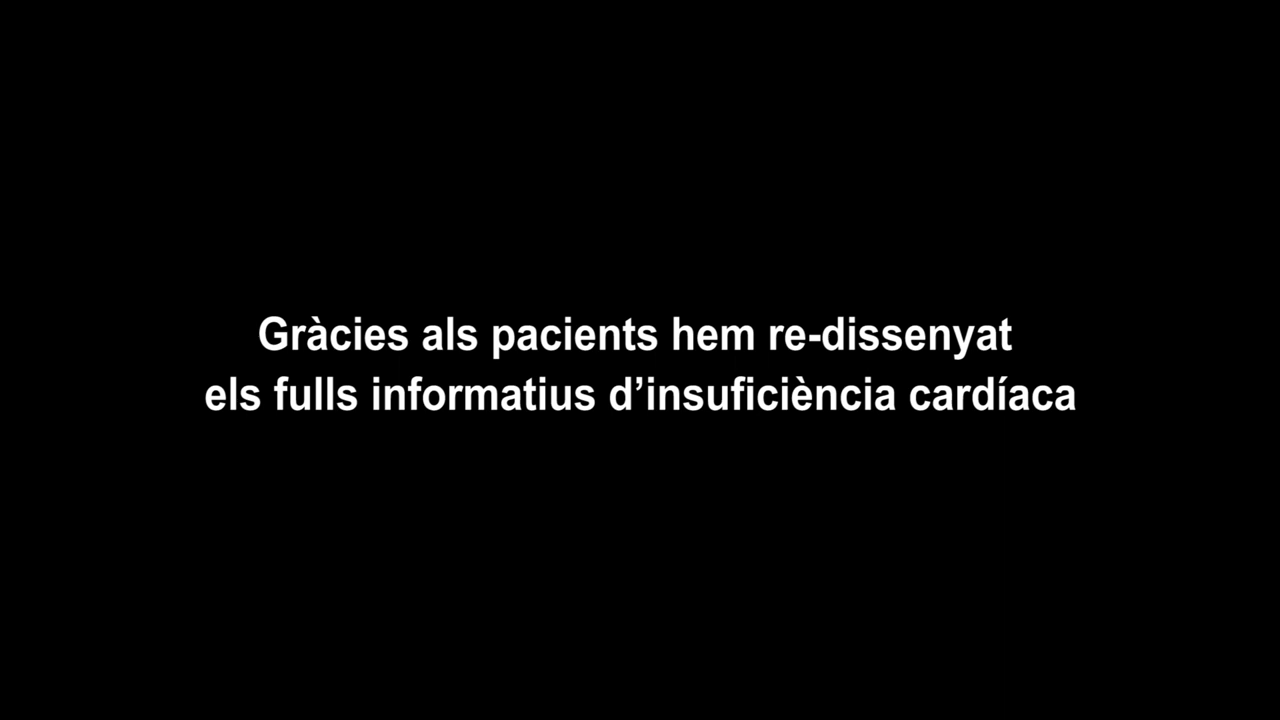 Gràcies als pacients hem re-dissenyat
els fulls informatius d’insuficiència cardíaca